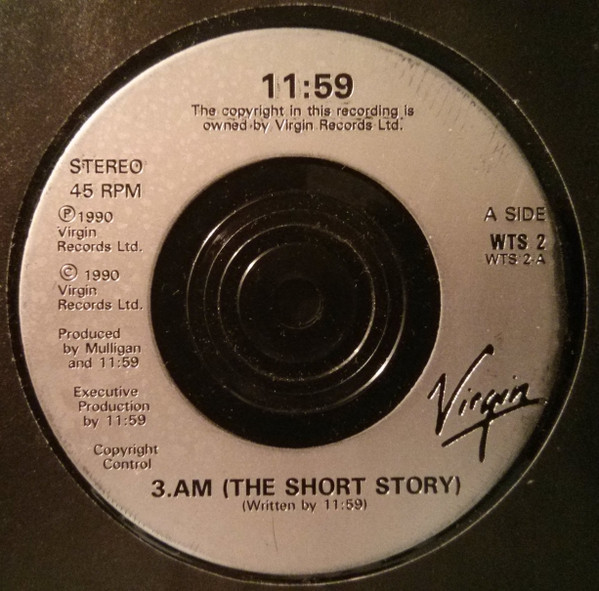 11:59
The copyright in this recording is
owned by Virgin Records Ltd.
STEREO
45 RPM
Ⓟ1990
Virgin
Records Ltd.
© 1990
Virgin
Records Ltd.
Produced
by Mulligan
and 11:59
Executive
Production
by 11:59
Copyright
Control
A SIDE
WTS 2
WTS 2-A
Virgin
3.AM (THE SHORT STORY)
(Written by 11:59)